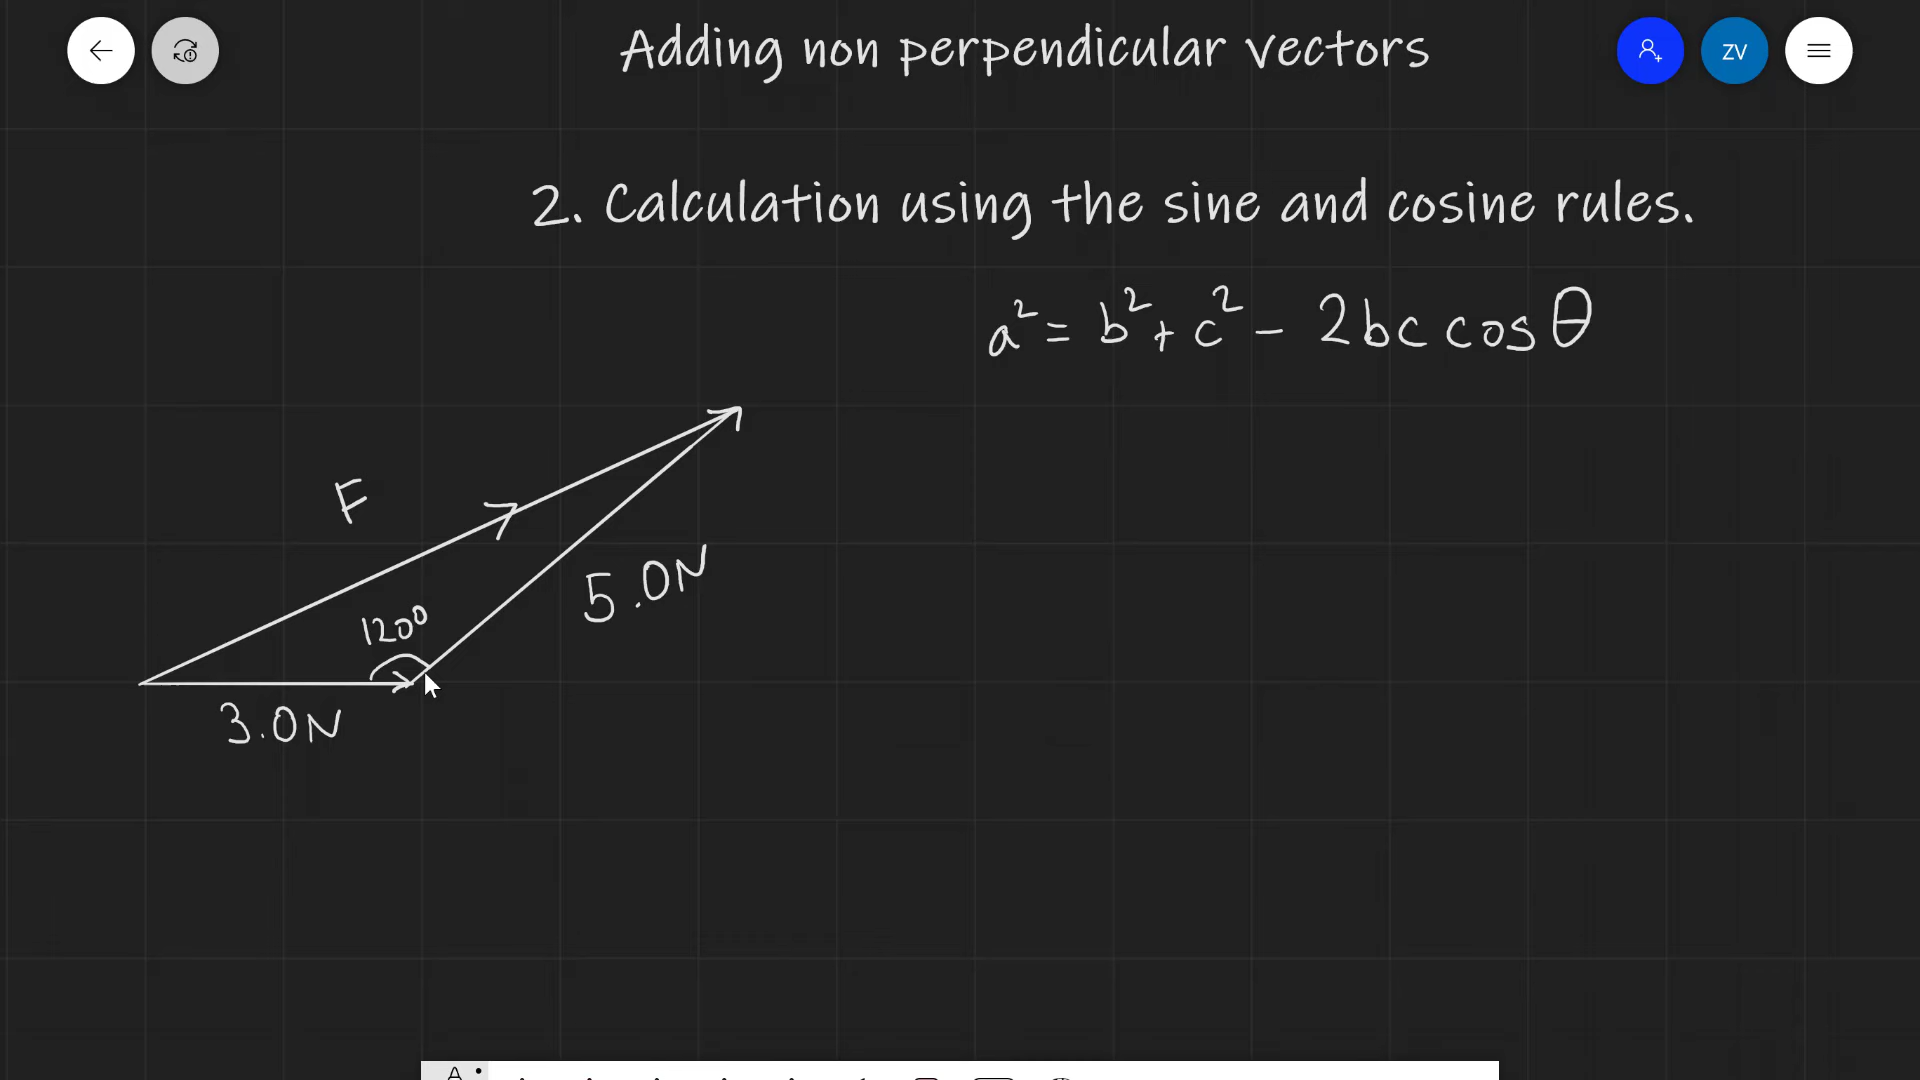 Adding non perpendicular vectors
ZV
2. Calculation using the sine and cosine rules.
a² = b² + c² - 2bc cos θ
F
120°
5.0N
3.0N